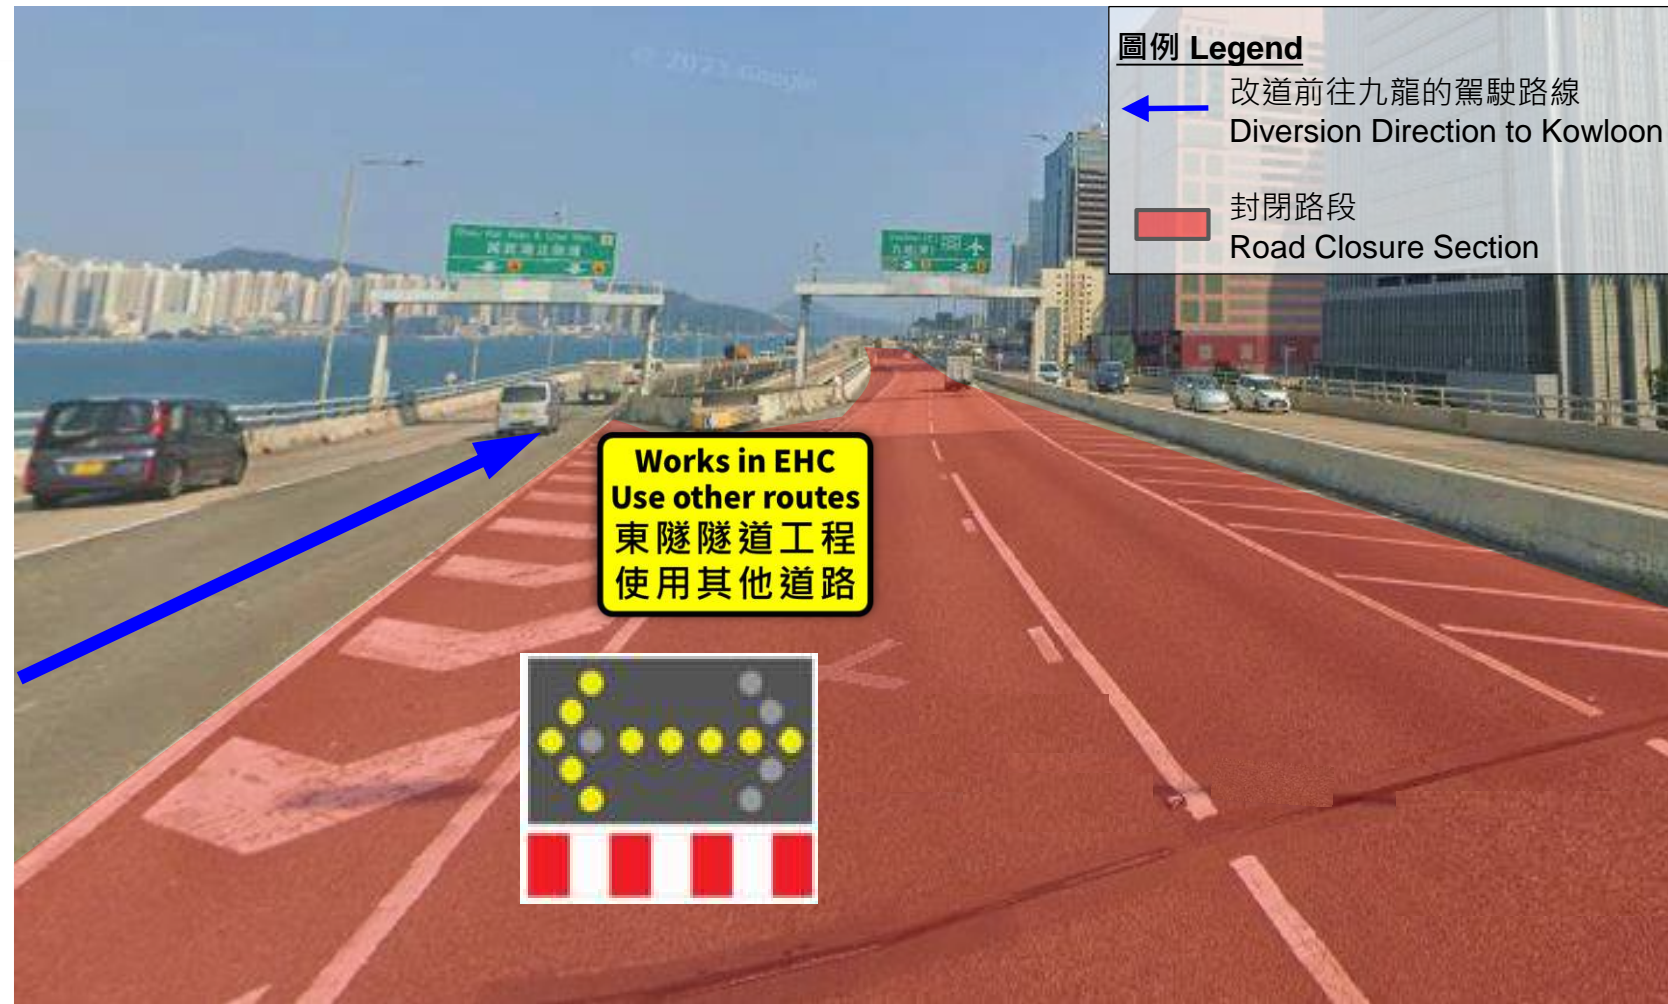 © 2023 Google
圖例 Legend
改道前往九龍的駕駛路線
Diversion Direction to Kowloon
封閉路段
Road Closure Section
Works in EHC
Use other routes
東隧隧道工程
使用其他道路